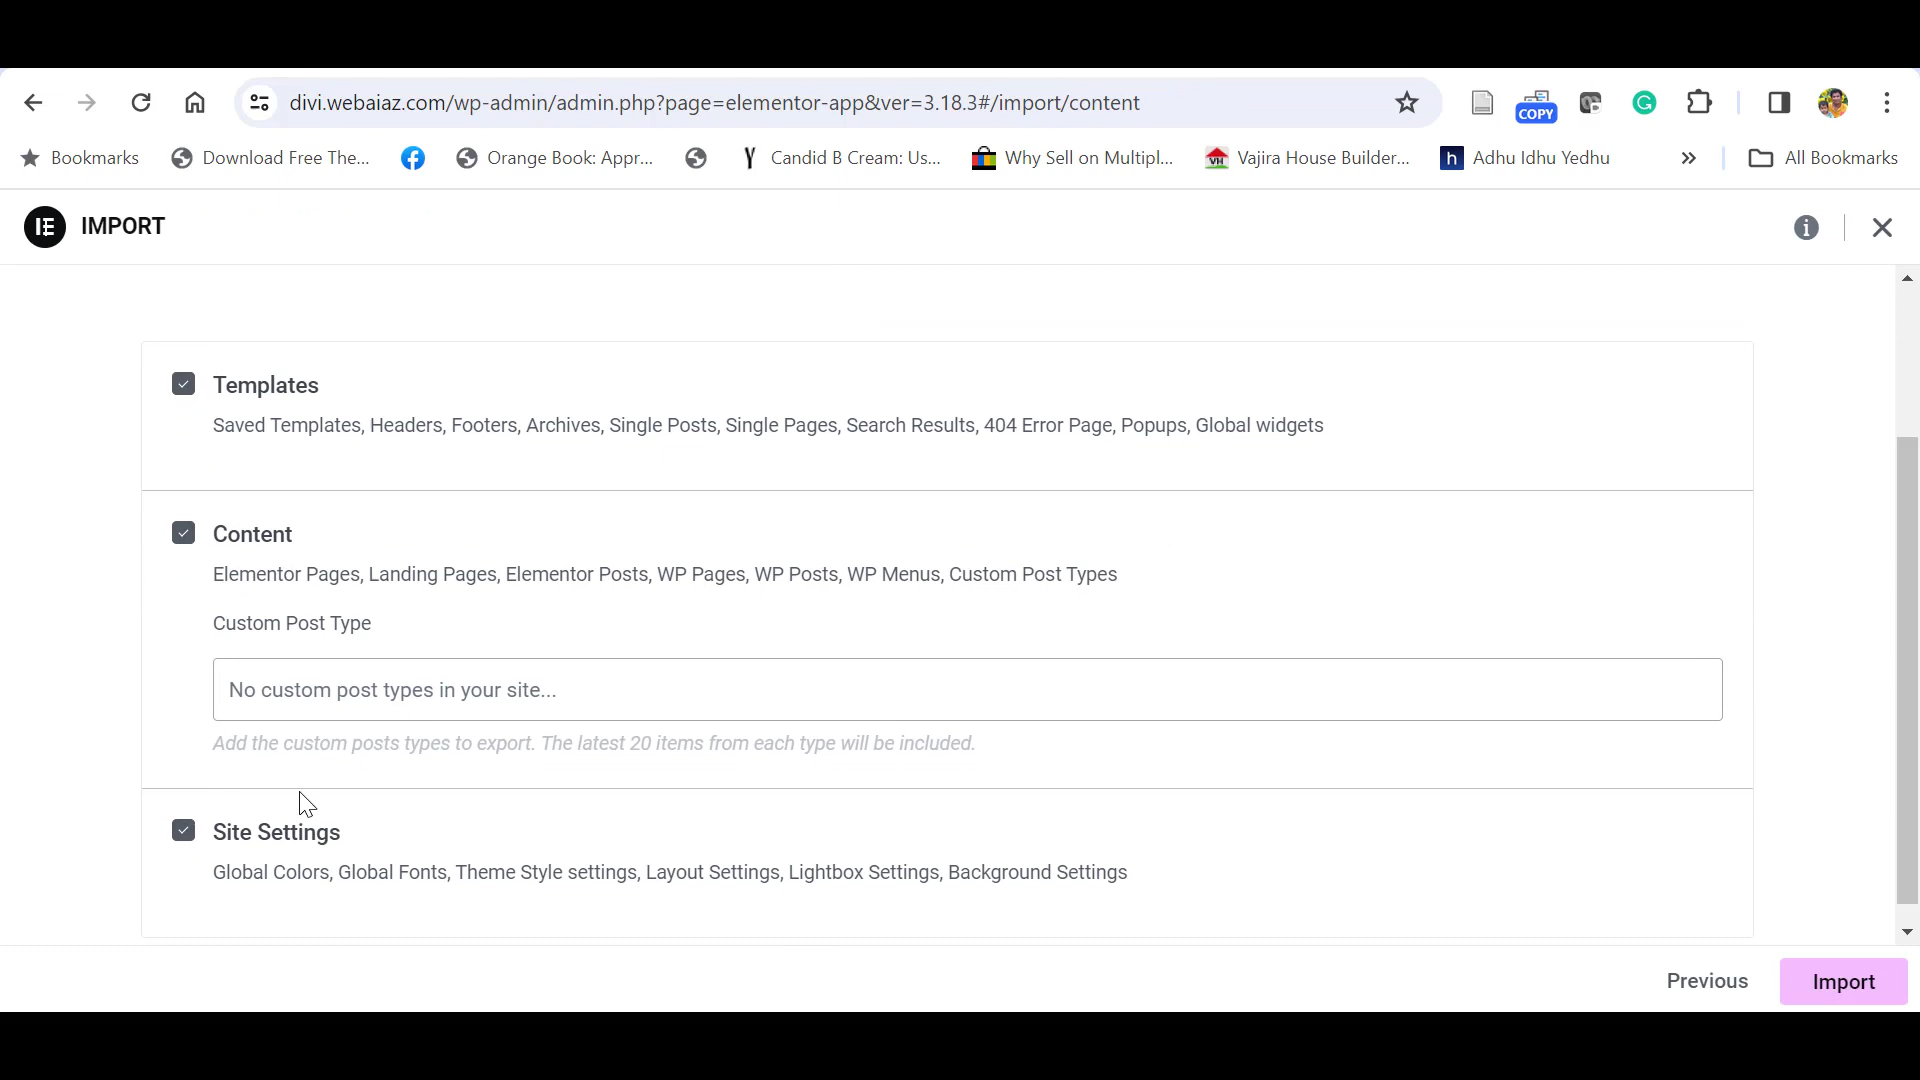 divi.webaiaz.com/wp-admin/admin.php?page=elementor-app&ver=3.18.3#/import/content
COPY
Bookmarks
Download Free The...
Orange Book: Appr...
Candid B Cream: Us...
Why Sell on Multipl...
VH
Vajira House Builder...
h
Adhu Idhu Yedhu
All Bookmarks
IMPORT
Templates
Saved Templates, Headers, Footers, Archives, Single Posts, Single Pages, Search Results, 404 Error Page, Popups, Global widgets
Content
Elementor Pages, Landing Pages, Elementor Posts, WP Pages, WP Posts, WP Menus, Custom Post Types
Custom Post Type
No custom post types in your site...
Add the custom posts types to export. The latest 20 items from each type will be included.
Site Settings
Global Colors, Global Fonts, Theme Style settings, Layout Settings, Lightbox Settings, Background Settings
Previous
Import